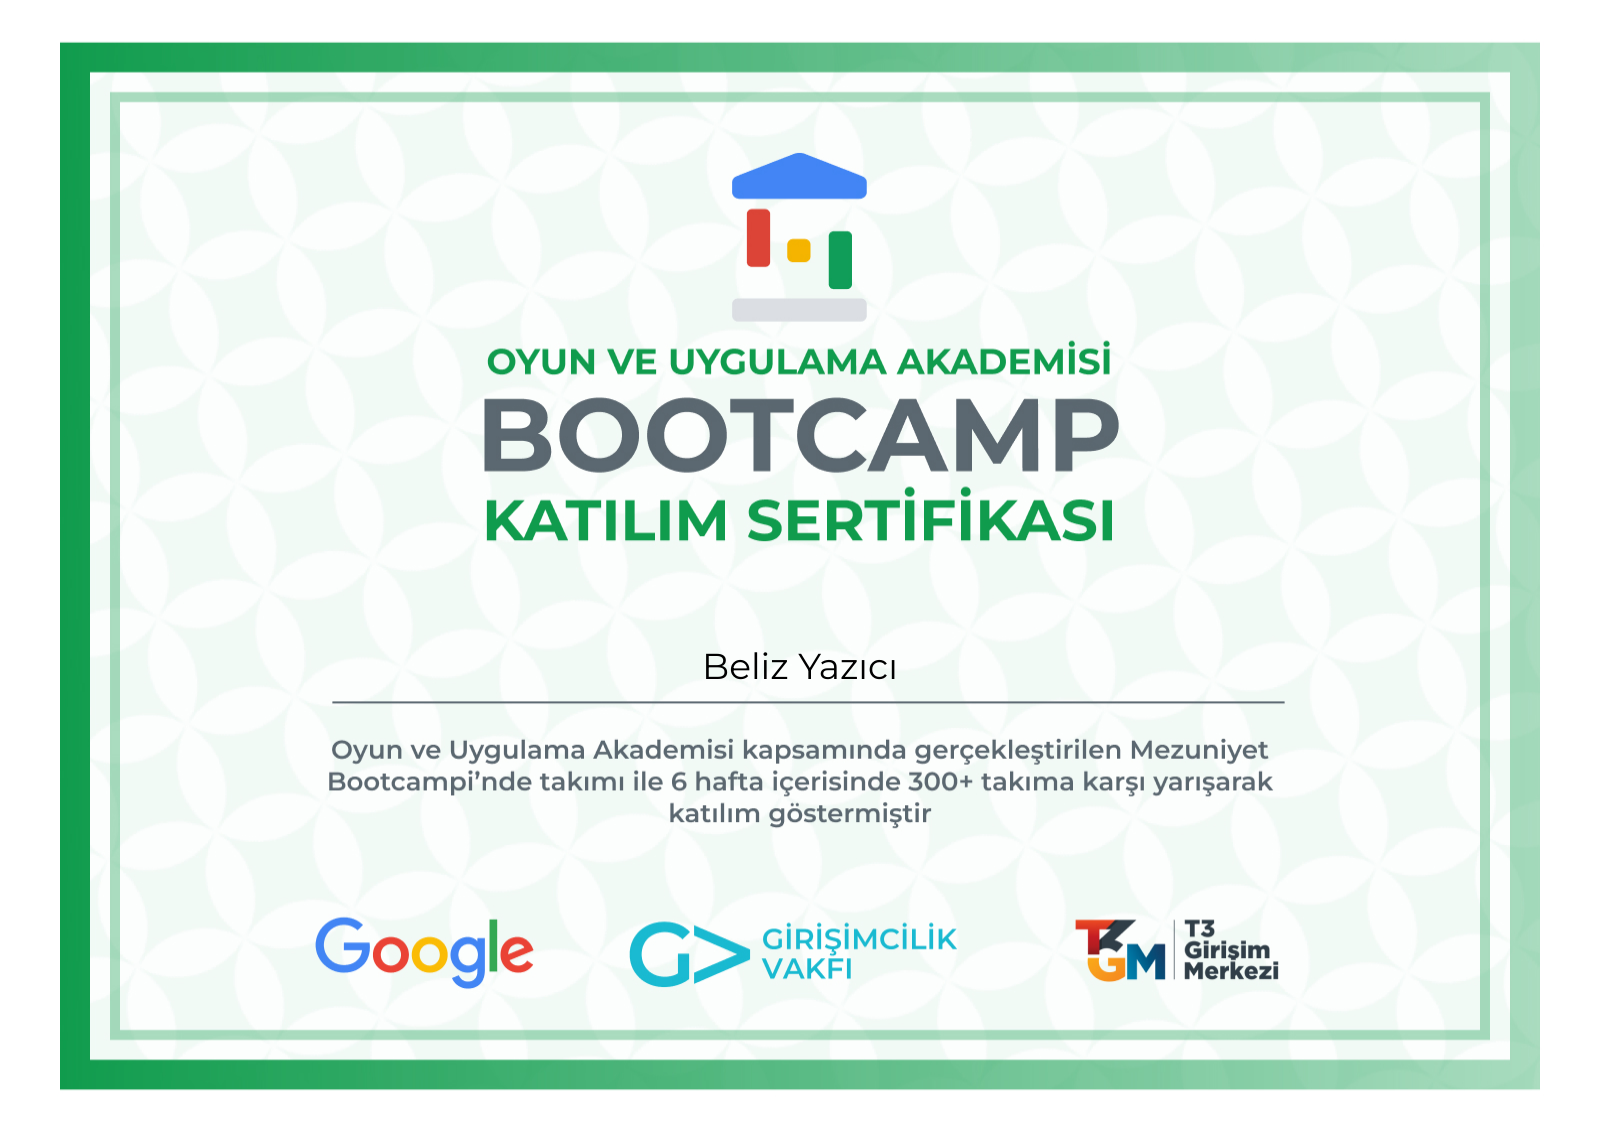 OYUN VE UYGULAMA AKADEMİSİ
BOOTCAMP
KATILIM SERTİFİKASI
Beliz Yazıcı
Oyun ve Uygulama Akademisi kapsamında gerçekleştirilen Mezuniyet
Bootcampi’nde takımı ile 6 hafta içerisinde 300+ takıma karşı yarışarak
katılım göstermiştir
Google
GİRİŞİMCİLİK
VAKFI
T3
Girişim
Merkezi